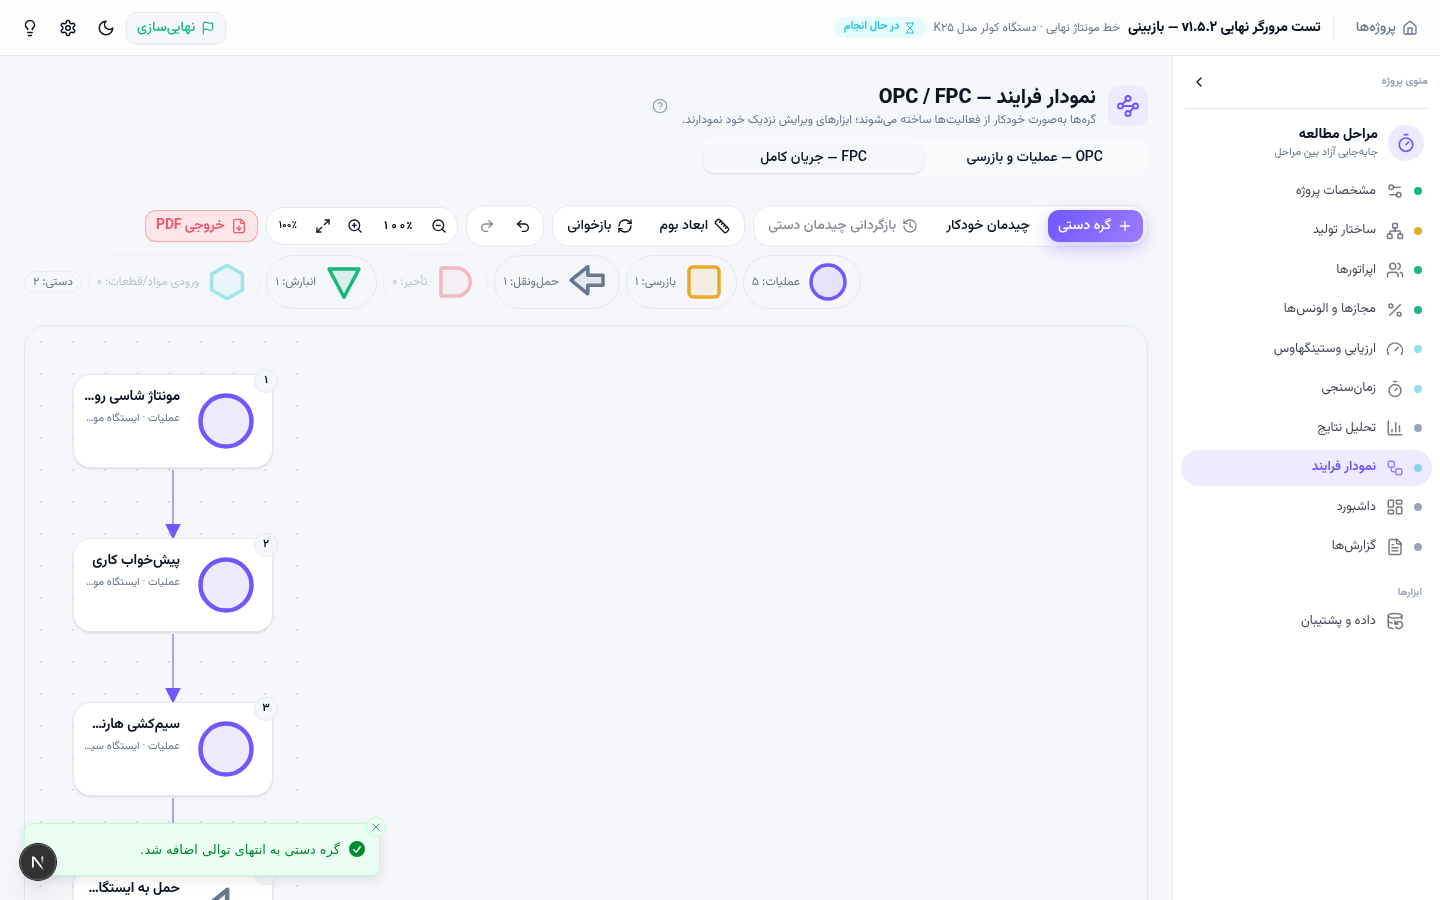 پروژه‌ها
تست مرورگر نهایی v۱.۵.۲ — بازبینی
خط مونتاژ نهایی · دستگاه کولر مدل K۲۵
در حال انجام
نهایی‌سازی
منوی پروژه
مراحل مطالعه
جابه‌جایی آزاد بین مراحل
مشخصات پروژه
ساختار تولید
اپراتورها
مجازها و الونس‌ها
ارزیابی وستینگهاوس
زمان‌سنجی
تحلیل نتایج
نمودار فرایند
داشبورد
گزارش‌ها
ابزارها
داده و پشتیبان
نمودار فرایند — OPC / FPC
گره‌ها به‌صورت خودکار از فعالیت‌ها ساخته می‌شوند؛ ابزارهای ویرایش نزدیک خود نمودارند.
OPC — عملیات و بازرسی
FPC — جریان کامل
گره دستی
چیدمان خودکار
بازگردانی چیدمان دستی
ابعاد بوم
بازخوانی
۱۰۰٪
۱۰۰٪
خروجی PDF
عملیات: ۵
بازرسی: ۱
حمل‌ونقل: ۱
تأخیر: ۰
انبارش: ۱
ورودی مواد/قطعات: ۰
دستی: ۲
۱
مونتاژ شاسی رو...
عملیات · ایستگاه مو...
۲
پیش‌خواب کاری
عملیات · ایستگاه مو...
۳
سیم‌کشی هارنـ...
عملیات · ایستگاه سیـ...
گره دستی به انتهای توالی اضافه شد.
N
حمل به ایستگا...